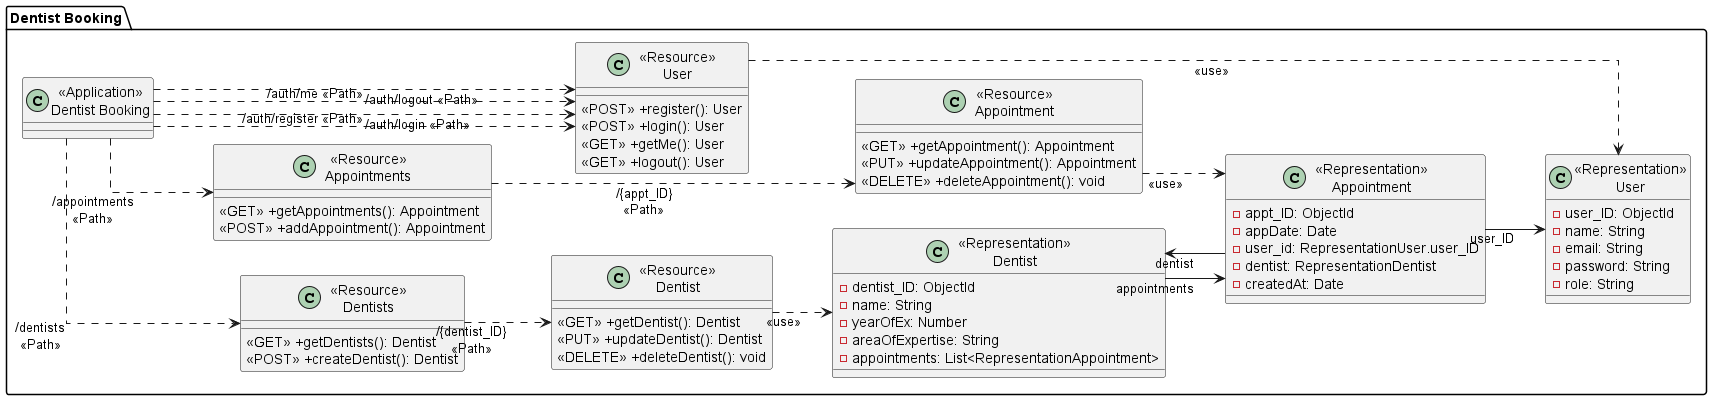 Dentist Booking
«Application»
Dentist Booking
/auth/me «Path»
/auth/logout «Path»
/auth/register «Path»
/auth/login «Path»
«Resource»
User
«POST» +register(): User
«POST» +login(): User
«GET» +getMe(): User
«GET» +logout(): User
«use»
«Resource»
Appointment
«GET» +getAppointment(): Appointment
«PUT» +updateAppointment(): Appointment
«DELETE» +deleteAppointment(): void
«use»
«Resource»
Appointments
«GET» +getAppointments(): Appointment
«POST» +addAppointment(): Appointment
/appointments
«Path»
/{appt_ID}
«Path»
«Representation»
Appointment
appt_ID: ObjectId
appDate: Date
user_id: RepresentationUser.user_ID
dentist: RepresentationDentist
createdAt: Date
user_ID
«Representation»
User
user_ID: ObjectId
name: String
email: String
password: String
role: String
«Representation»
Dentist
dentist_ID: ObjectId
name: String
yearOfEx: Number
areaOfExpertise: String
appointments: List<RepresentationAppointment>
dentist
appointments
«Resource»
Dentist
«GET» +getDentist(): Dentist
«PUT» +updateDentist(): Dentist
«DELETE» +deleteDentist(): void
«use»
«Resource»
Dentists
«GET» +getDentists(): Dentist
«POST» +createDentist(): Dentist
/{dentist_ID}
«Path»
/dentists
«Path»